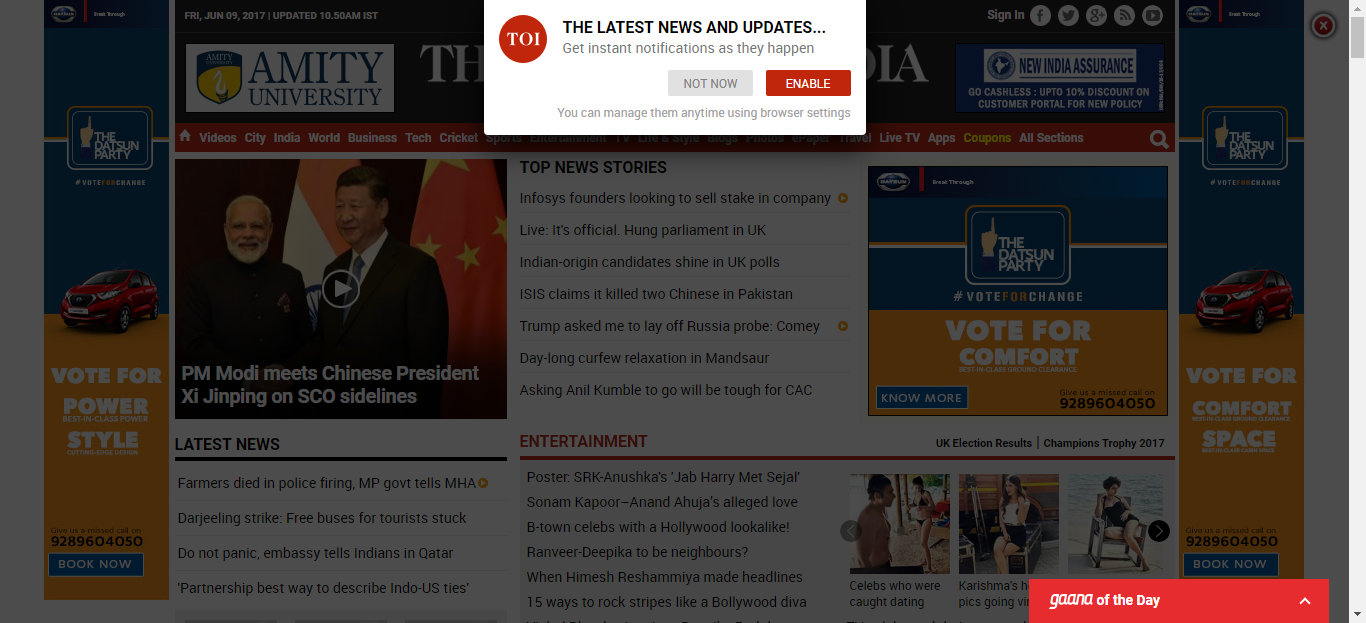 FRI, JUN 09, 2017 | UPDATED 10.50AM IST
TOI
THE LATEST NEWS AND UPDATES...
Get instant notifications as they happen
NOT NOW
ENABLE
You can manage them anytime using browser settings
Sign In
AMITY
UNIVERSITY
NEW INDIA ASSURANCE
GO CASHLESS : UPTO 10% DISCOUNT ON
CUSTOMER PORTAL FOR NEW POLICY
Videos City India World Business Tech Cricket Sports Entertainment TV Life & Style Blogs Photos ePaper Travel Live TV Apps Coupons All Sections
DATSUN
Break Through
THE
DATSUN
PARTY
#VOTEFORCHANGE
VOTE FOR
POWER
BEST-IN-CLASS POWER
STYLE
CUTTING-EDGE DESIGN
Give us a missed call on
9289604050
BOOK NOW
PM Modi meets Chinese President
Xi Jinping on SCO sidelines
TOP NEWS STORIES
Infosys founders looking to sell stake in company
Live: It's official. Hung parliament in UK
Indian-origin candidates shine in UK polls
ISIS claims it killed two Chinese in Pakistan
Trump asked me to lay off Russia probe: Comey
Day-long curfew relaxation in Mandsaur
Asking Anil Kumble to go will be tough for CAC
DATSUN
Break Through
THE
DATSUN
PARTY
#VOTEFORCHANGE
VOTE FOR
COMFORT
BEST-IN-CLASS GROUND CLEARANCE
KNOW MORE
Give us a missed call on
9289604050
DATSUN
Break Through
THE
DATSUN
PARTY
#VOTEFORCHANGE
VOTE FOR
COMFORT
BEST-IN-CLASS GROUND CLEARANCE
SPACE
BEST-IN-CLASS CABIN SPACE
Give us a missed call on
9289604050
BOOK NOW
LATEST NEWS
Farmers died in police firing, MP govt tells MHA
Darjeeling strike: Free buses for tourists stuck
Do not panic, embassy tells Indians in Qatar
'Partnership best way to describe Indo-US ties'
ENTERTAINMENT
UK Election Results | Champions Trophy 2017
Poster: SRK-Anushka's 'Jab Harry Met Sejal'
Sonam Kapoor–Anand Ahuja's alleged love
B-town celebs with a Hollywood lookalike!
Ranveer-Deepika to be neighbours?
When Himesh Reshammiya made headlines
15 ways to rock stripes like a Bollywood diva
Celebs who were
caught dating
Karishma's h
pics going vi
gaana of the Day